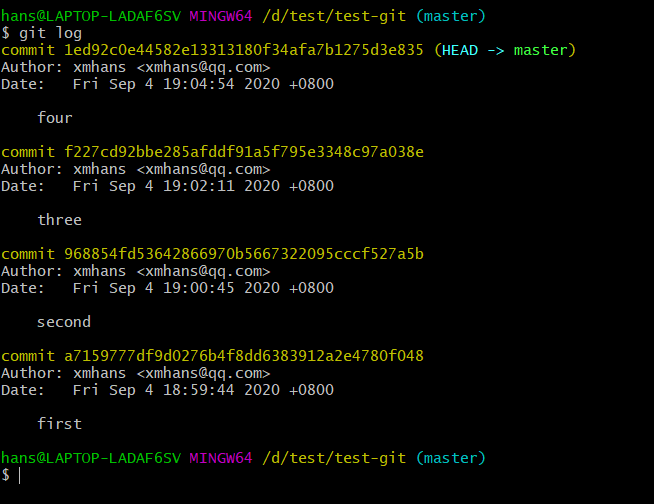 hans@LAPTOP-LADAF6SV MINGW64 /d/test/test-git (master)
$ git log
commit 1ed92c0e44582e13313180f34afa7b1275d3e835 (HEAD -> master)
Author: xmhans <xmhans@qq.com>
Date:   Fri Sep 4 19:04:54 2020 +0800
    four
commit f227cd92bbe285afddf91a5f795e3348c97a038e
Author: xmhans <xmhans@qq.com>
Date:   Fri Sep 4 19:02:11 2020 +0800
    three
commit 968854fd53642866970b5667322095cccf527a5b
Author: xmhans <xmhans@qq.com>
Date:   Fri Sep 4 19:00:45 2020 +0800
    second
commit a7159777df9d0276b4f8dd6383912a2e4780f048
Author: xmhans <xmhans@qq.com>
Date:   Fri Sep 4 18:59:44 2020 +0800
    first
hans@LAPTOP-LADAF6SV MINGW64 /d/test/test-git (master)
$